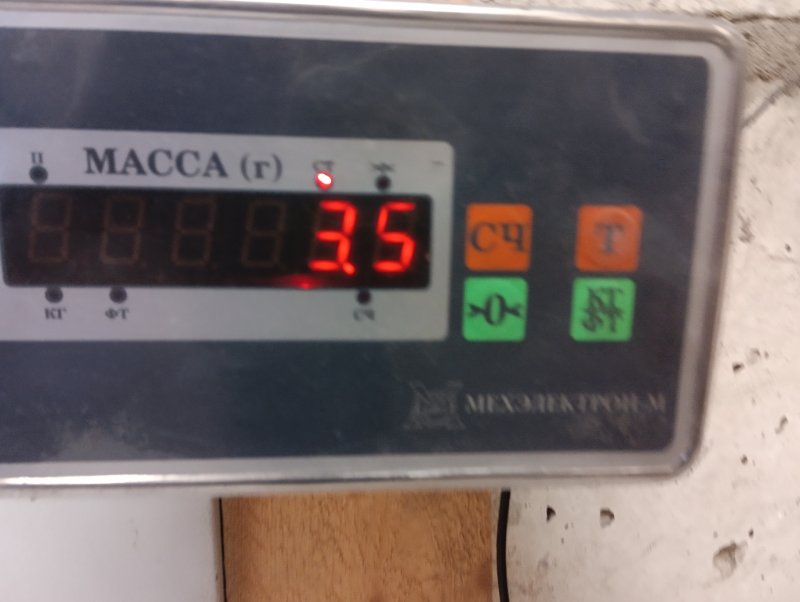 П МАССА (г) СТ
3.5
КГ ФТ СЧ
СЧ Т
>0<
МЕХЭЛЕКТРОН-М